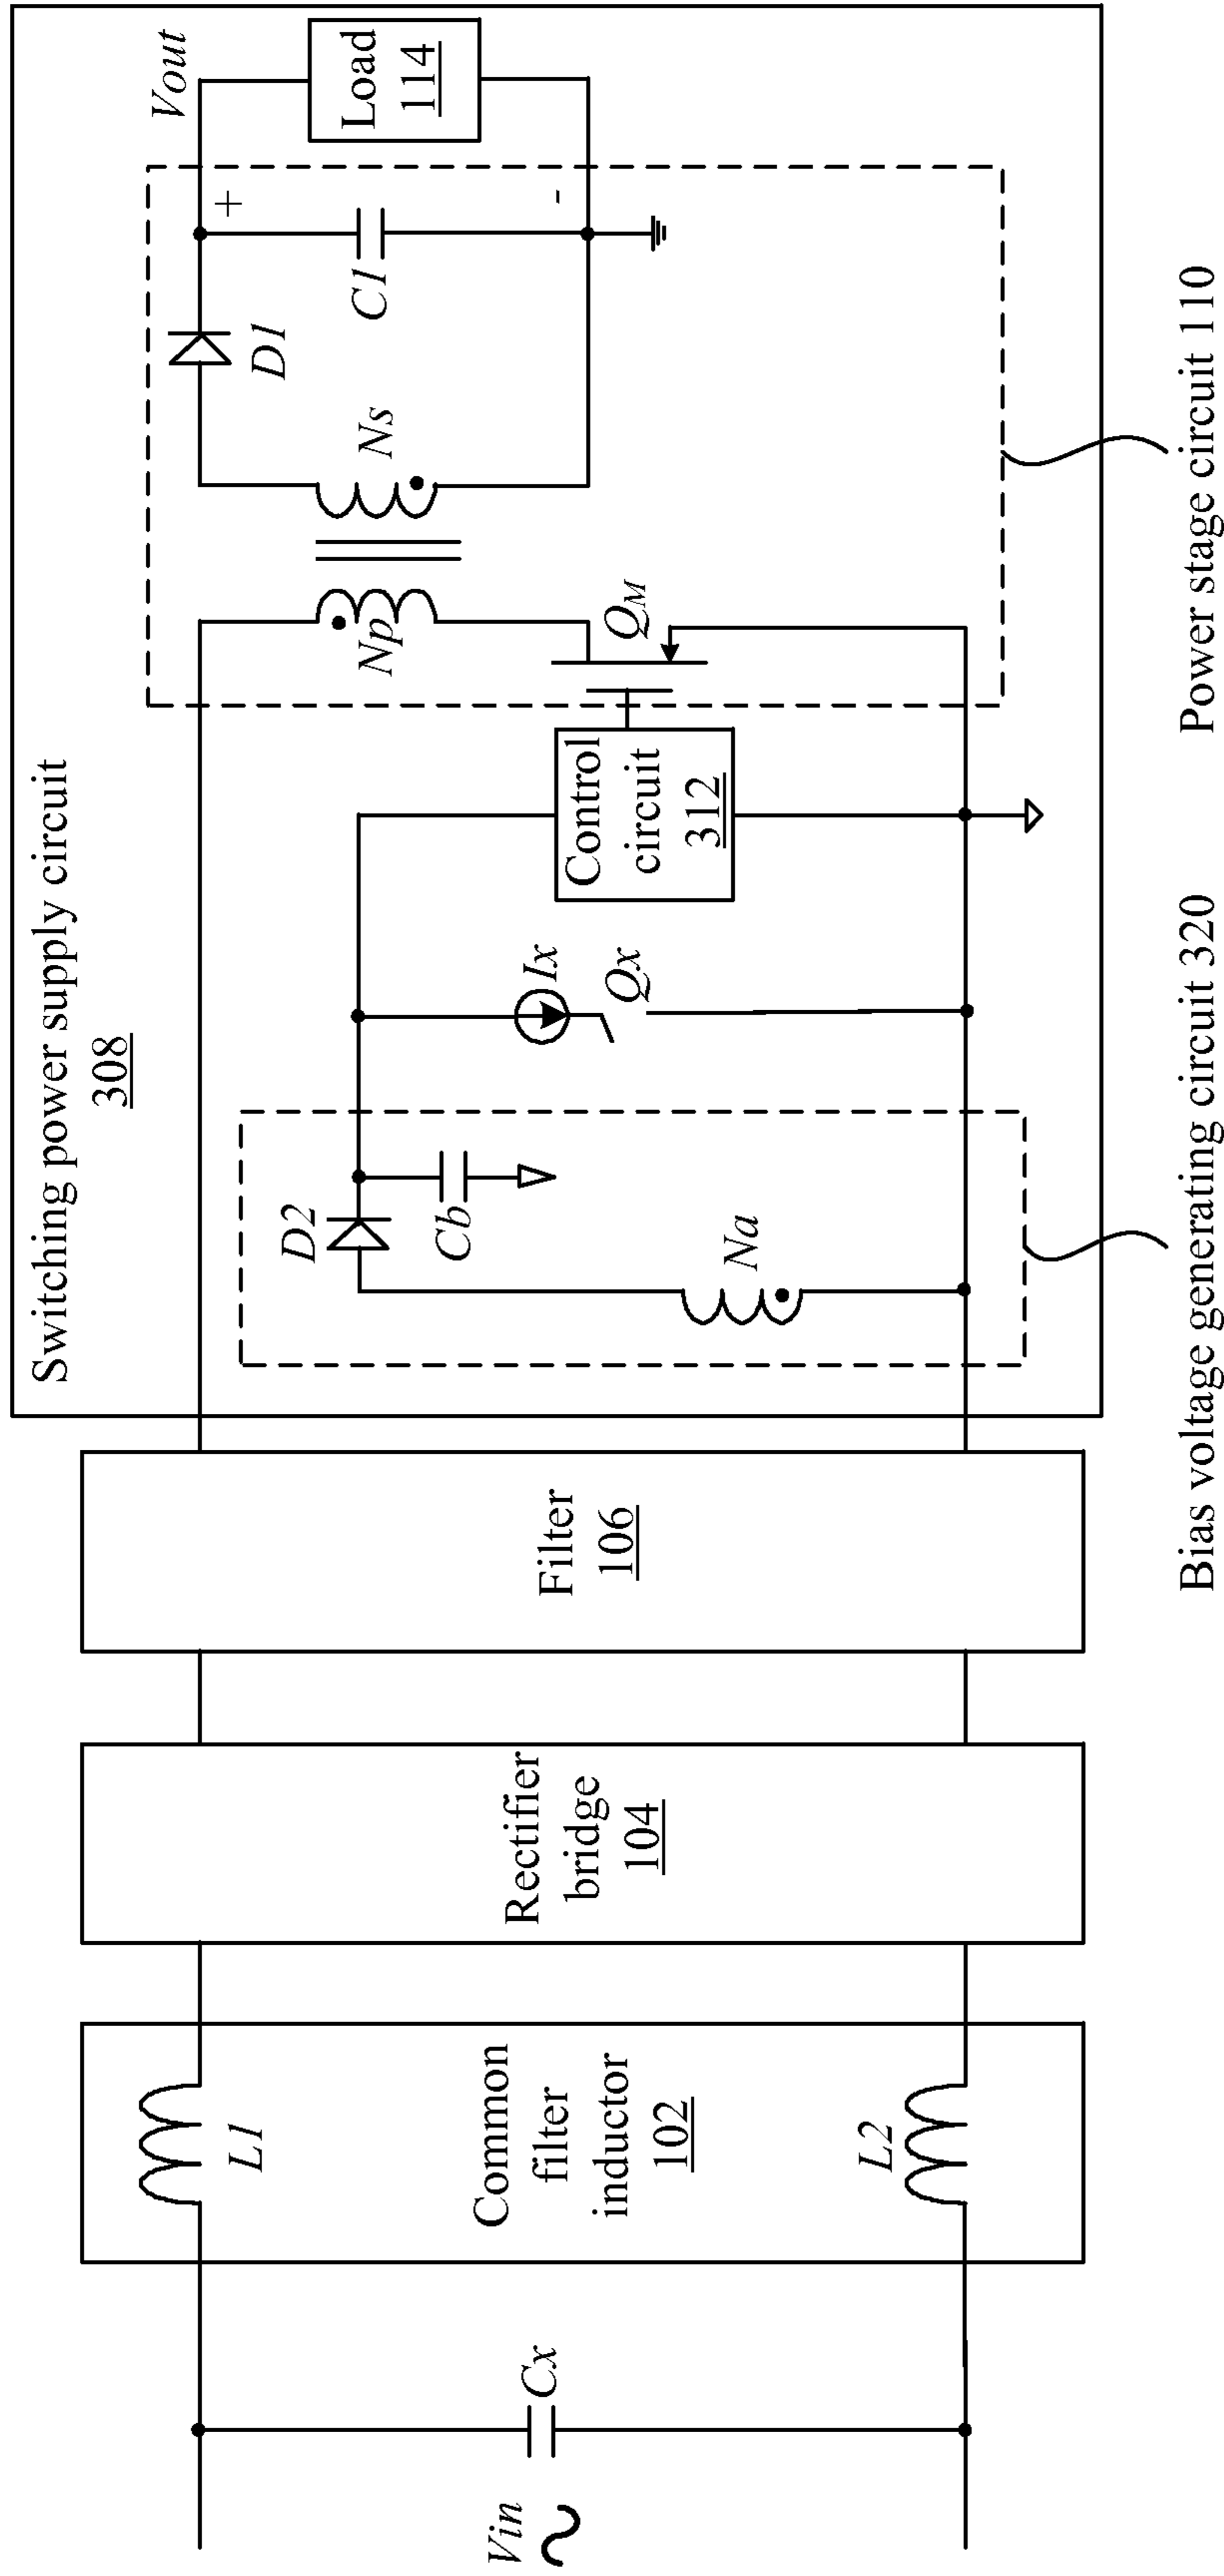 Vin
Cx
L1
Common
filter
inductor
102
L2
Rectifier
bridge
104
Filter
106
Switching power supply circuit
308
D2
Cb
Na
Ix
Qx
Control
circuit
312
QM
Np
Ns
D1
C1
+
-
Vout
Load
114
Bias voltage generating circuit 320
Power stage circuit 110